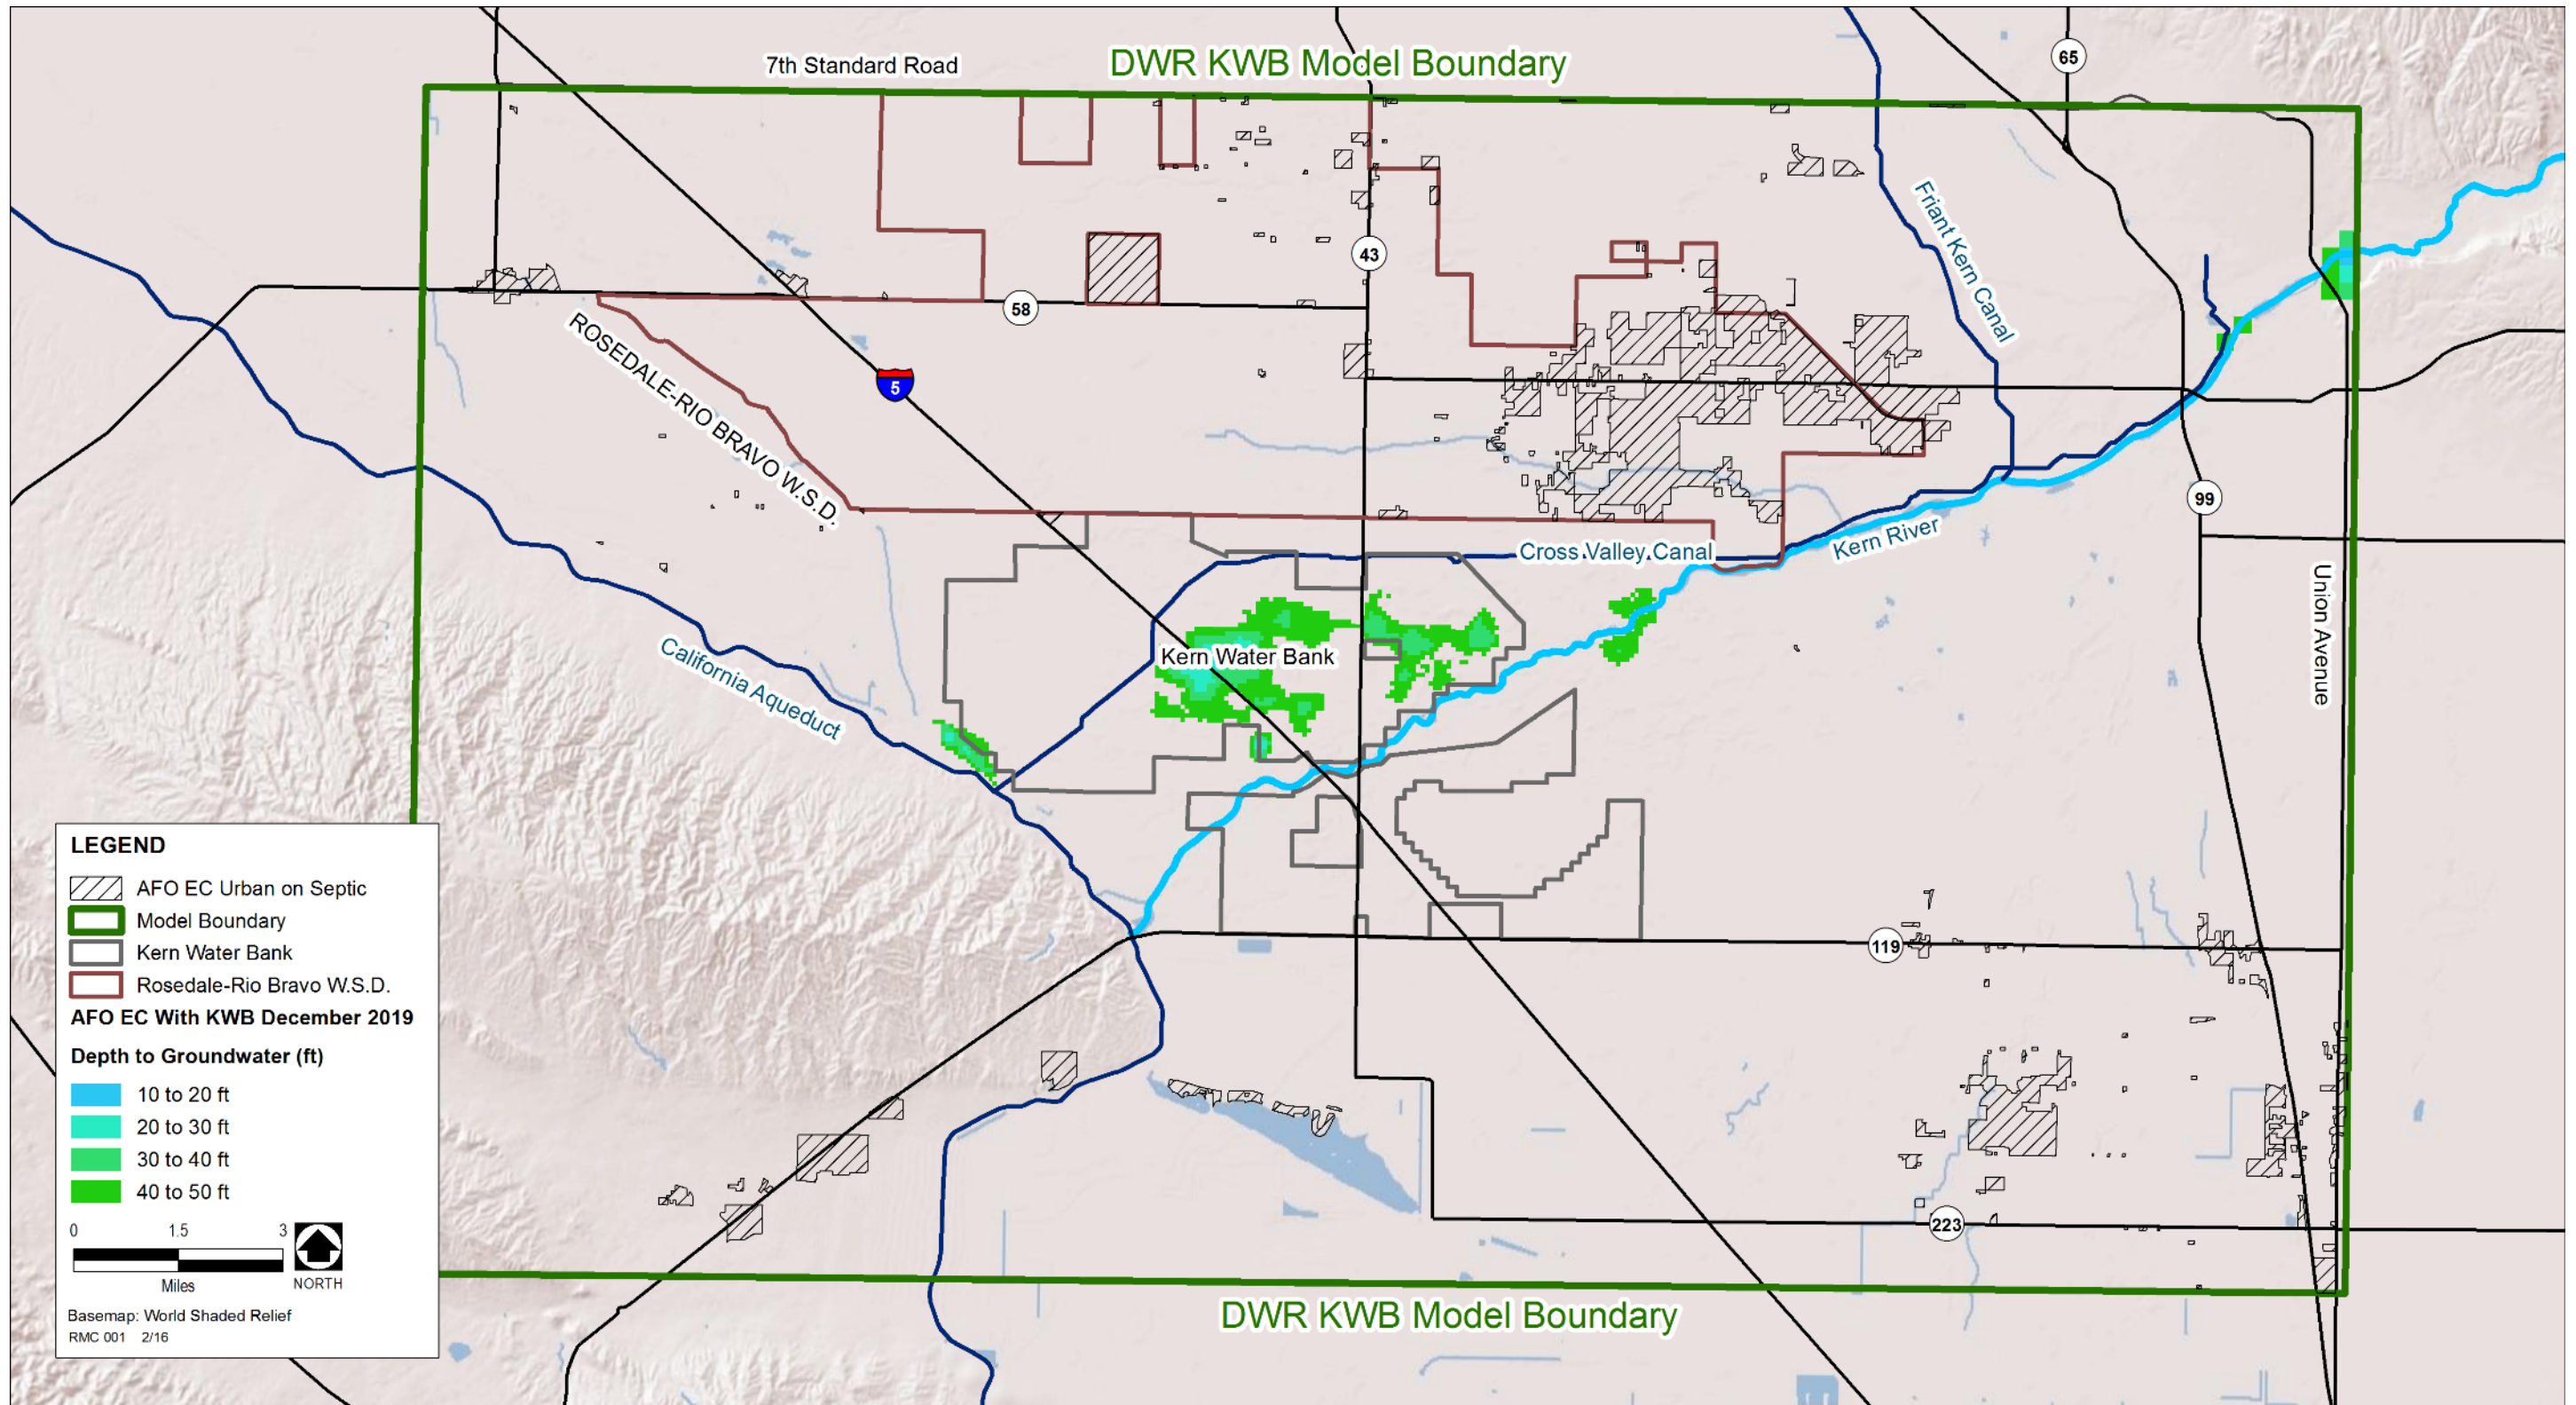 7th Standard Road
DWR KWB Model Boundary
65
Friant Kern Canal
43
58
ROSEDALE-RIO BRAVO W.S.D.
5
99
Cross Valley Canal
Kern River
Union Avenue
Kern Water Bank
California Aqueduct
119
223
DWR KWB Model Boundary
LEGEND
AFO EC Urban on Septic
Model Boundary
Kern Water Bank
Rosedale-Rio Bravo W.S.D.
AFO EC With KWB December 2019
Depth to Groundwater (ft)
10 to 20 ft
20 to 30 ft
30 to 40 ft
40 to 50 ft
0 1.5 3
Miles
NORTH
Basemap: World Shaded Relief
RMC 001 2/16